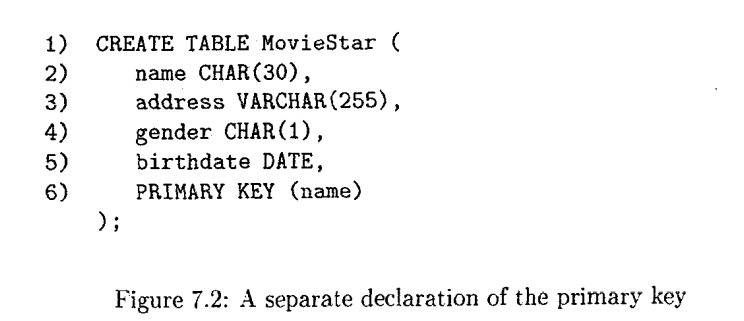 1) CREATE TABLE MovieStar (
2) name CHAR(30),
3) address VARCHAR(255),
4) gender CHAR(1),
5) birthdate DATE,
6) PRIMARY KEY (name)
);
Figure 7.2: A separate declaration of the primary key